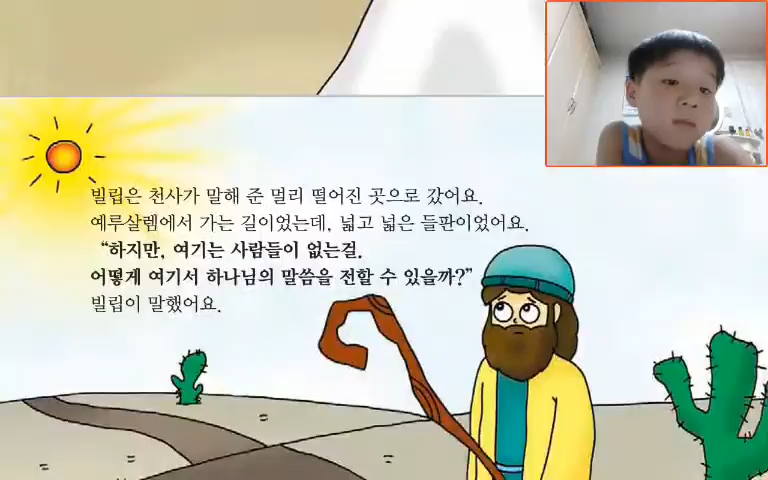 빌립은 천사가 말해 준 멀리 떨어진 곳으로 갔어요.
예루살렘에서 가는 길이었는데, 넓고 넓은 들판이었어요.
“하지만, 여기는 사람들이 없는걸.
어떻게 여기서 하나님의 말씀을 전할 수 있을까?”
빌립이 말했어요.